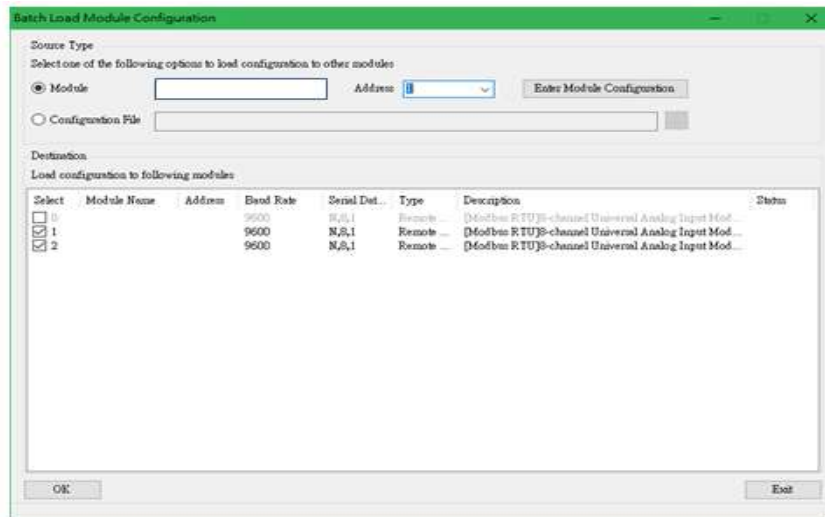 Batch Load Module Configuration
Source Type
Select one of the following options to load configuration to other modules
Module Address Enter Module Configuration
Configuration File
Destination
Load configuration to following modules
Select Module Name Address Baud Rate Serial Dat... Type Description Status
0 9600 N,8,1 Remote ... [Modbus RTU]8-channel Universal Analog Input Mod...
1 9600 N,8,1 Remote ... [Modbus RTU]8-channel Universal Analog Input Mod...
2 9600 N,8,1 Remote ... [Modbus RTU]8-channel Universal Analog Input Mod...
OK Exit